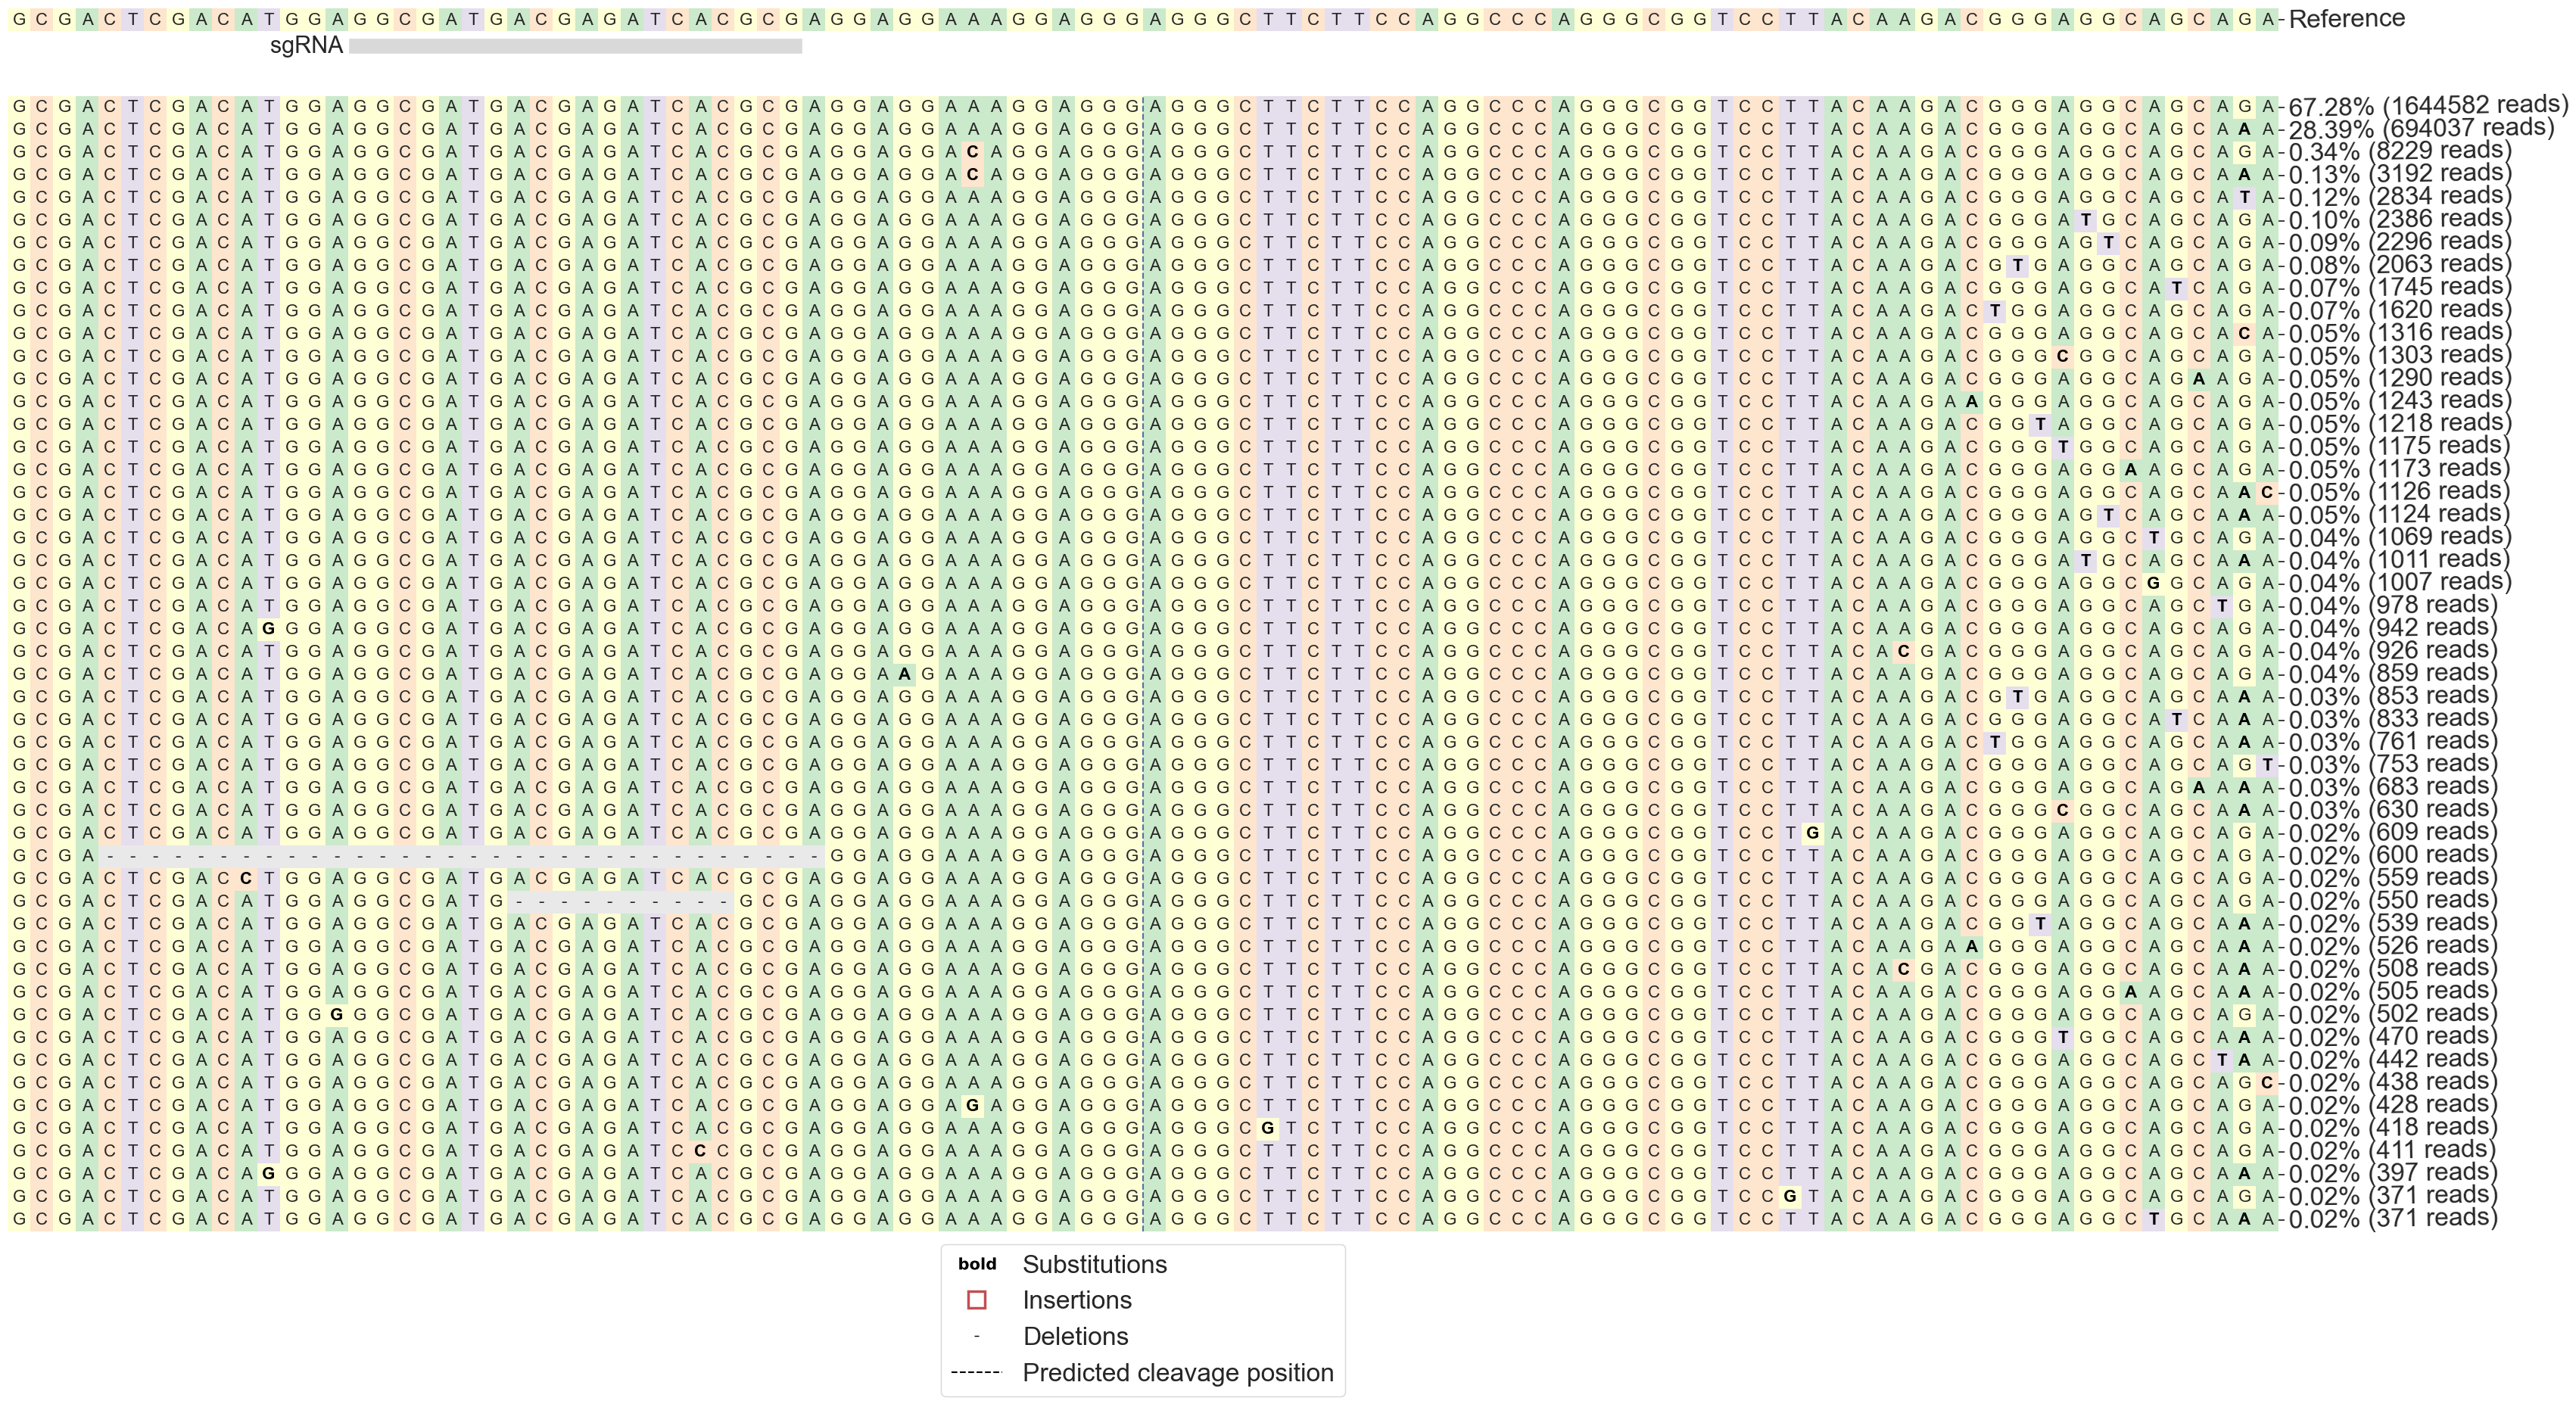 GCGACTCGACATGGAGGCGATGACGAGATCACGCGAGGAGGAAAGGAGGGAGGGCTTCTTCCAGGCCCAGGGCGGTCCTTACAAGACGGGAGGCAGCAGA Reference
sgRNA
GCGACTCGACATGGAGGCGATGACGAGATCACGCGAGGAGGAAAGGAGGGAGGGCTTCTTCCAGGCCCAGGGCGGTCCTTACAAGACGGGAGGCAGCAGA 67.28% (1644582 reads)
GCGACTCGACATGGAGGCGATGACGAGATCACGCGAGGAGGAAAGGAGGGAGGGCTTCTTCCAGGCCCAGGGCGGTCCTTACAAGACGGGAGGCAGCAAA 28.39% (694037 reads)
GCGACTCGACATGGAGGCGATGACGAGATCACGCGAGGAGGACAGGAGGGAGGGCTTCTTCCAGGCCCAGGGCGGTCCTTACAAGACGGGAGGCAGCAGA 0.34% (8229 reads)
GCGACTCGACATGGAGGCGATGACGAGATCACGCGAGGAGGACAGGAGGGAGGGCTTCTTCCAGGCCCAGGGCGGTCCTTACAAGACGGGAGGCAGCAAA 0.13% (3192 reads)
GCGACTCGACATGGAGGCGATGACGAGATCACGCGAGGAGGAAAGGAGGGAGGGCTTCTTCCAGGCCCAGGGCGGTCCTTACAAGACGGGAGGCAGCATA 0.12% (2834 reads)
GCGACTCGACATGGAGGCGATGACGAGATCACGCGAGGAGGAAAGGAGGGAGGGCTTCTTCCAGGCCCAGGGCGGTCCTTACAAGACGGGATGCAGCAGA 0.10% (2386 reads)
GCGACTCGACATGGAGGCGATGACGAGATCACGCGAGGAGGAAAGGAGGGAGGGCTTCTTCCAGGCCCAGGGCGGTCCTTACAAGACGGGAGTCAGCAGA 0.09% (2296 reads)
GCGACTCGACATGGAGGCGATGACGAGATCACGCGAGGAGGAAAGGAGGGAGGGCTTCTTCCAGGCCCAGGGCGGTCCTTACAAGACGTGAGGCAGCAGA 0.08% (2063 reads)
GCGACTCGACATGGAGGCGATGACGAGATCACGCGAGGAGGAAAGGAGGGAGGGCTTCTTCCAGGCCCAGGGCGGTCCTTACAAGACGGGAGGCATCAGA 0.07% (1745 reads)
GCGACTCGACATGGAGGCGATGACGAGATCACGCGAGGAGGAAAGGAGGGAGGGCTTCTTCCAGGCCCAGGGCGGTCCTTACAAGACTGGAGGCAGCAGA 0.07% (1620 reads)
GCGACTCGACATGGAGGCGATGACGAGATCACGCGAGGAGGAAAGGAGGGAGGGCTTCTTCCAGGCCCAGGGCGGTCCTTACAAGACGGGAGGCAGCACA 0.05% (1316 reads)
GCGACTCGACATGGAGGCGATGACGAGATCACGCGAGGAGGAAAGGAGGGAGGGCTTCTTCCAGGCCCAGGGCGGTCCTTACAAGACGGGCGGCAGCAGA 0.05% (1303 reads)
GCGACTCGACATGGAGGCGATGACGAGATCACGCGAGGAGGAAAGGAGGGAGGGCTTCTTCCAGGCCCAGGGCGGTCCTTACAAGACGGGAGGCAGAAGA 0.05% (1290 reads)
GCGACTCGACATGGAGGCGATGACGAGATCACGCGAGGAGGAAAGGAGGGAGGGCTTCTTCCAGGCCCAGGGCGGTCCTTACAAGAAGGGAGGCAGCAGA 0.05% (1243 reads)
GCGACTCGACATGGAGGCGATGACGAGATCACGCGAGGAGGAAAGGAGGGAGGGCTTCTTCCAGGCCCAGGGCGGTCCTTACAAGACGGTAGGCAGCAGA 0.05% (1218 reads)
GCGACTCGACATGGAGGCGATGACGAGATCACGCGAGGAGGAAAGGAGGGAGGGCTTCTTCCAGGCCCAGGGCGGTCCTTACAAGACGGGTGGCAGCAGA 0.05% (1175 reads)
GCGACTCGACATGGAGGCGATGACGAGATCACGCGAGGAGGAAAGGAGGGAGGGCTTCTTCCAGGCCCAGGGCGGTCCTTACAAGACGGGAGGAAGCAGA 0.05% (1173 reads)
GCGACTCGACATGGAGGCGATGACGAGATCACGCGAGGAGGAAAGGAGGGAGGGCTTCTTCCAGGCCCAGGGCGGTCCTTACAAGACGGGAGGCAGCAAC 0.05% (1126 reads)
GCGACTCGACATGGAGGCGATGACGAGATCACGCGAGGAGGAAAGGAGGGAGGGCTTCTTCCAGGCCCAGGGCGGTCCTTACAAGACGGGAGTCAGCAAA 0.05% (1124 reads)
GCGACTCGACATGGAGGCGATGACGAGATCACGCGAGGAGGAAAGGAGGGAGGGCTTCTTCCAGGCCCAGGGCGGTCCTTACAAGACGGGAGGCTGCAGA 0.04% (1069 reads)
GCGACTCGACATGGAGGCGATGACGAGATCACGCGAGGAGGAAAGGAGGGAGGGCTTCTTCCAGGCCCAGGGCGGTCCTTACAAGACGGGATGCAGCAAA 0.04% (1011 reads)
GCGACTCGACATGGAGGCGATGACGAGATCACGCGAGGAGGAAAGGAGGGAGGGCTTCTTCCAGGCCCAGGGCGGTCCTTACAAGACGGGAGGCGGCAGA 0.04% (1007 reads)
GCGACTCGACATGGAGGCGATGACGAGATCACGCGAGGAGGAAAGGAGGGAGGGCTTCTTCCAGGCCCAGGGCGGTCCTTACAAGACGGGAGGCAGCTGA 0.04% (978 reads)
GCGACTCGACAGGGAGGCGATGACGAGATCACGCGAGGAGGAAAGGAGGGAGGGCTTCTTCCAGGCCCAGGGCGGTCCTTACAAGACGGGAGGCAGCAGA 0.04% (942 reads)
GCGACTCGACATGGAGGCGATGACGAGATCACGCGAGGAGGAAAGGAGGGAGGGCTTCTTCCAGGCCCAGGGCGGTCCTTACACGACGGGAGGCAGCAGA 0.04% (926 reads)
GCGACTCGACATGGAGGCGATGACGAGATCACGCGAGGAAGAAAGGAGGGAGGGCTTCTTCCAGGCCCAGGGCGGTCCTTACAAGACGGGAGGCAGCAGA 0.04% (859 reads)
GCGACTCGACATGGAGGCGATGACGAGATCACGCGAGGAGGAAAGGAGGGAGGGCTTCTTCCAGGCCCAGGGCGGTCCTTACAAGACGTGAGGCAGCAAA 0.03% (853 reads)
GCGACTCGACATGGAGGCGATGACGAGATCACGCGAGGAGGAAAGGAGGGAGGGCTTCTTCCAGGCCCAGGGCGGTCCTTACAAGACGGGAGGCATCAAA 0.03% (833 reads)
GCGACTCGACATGGAGGCGATGACGAGATCACGCGAGGAGGAAAGGAGGGAGGGCTTCTTCCAGGCCCAGGGCGGTCCTTACAAGACTGGAGGCAGCAAA 0.03% (761 reads)
GCGACTCGACATGGAGGCGATGACGAGATCACGCGAGGAGGAAAGGAGGGAGGGCTTCTTCCAGGCCCAGGGCGGTCCTTACAAGACGGGAGGCAGCAGT 0.03% (753 reads)
GCGACTCGACATGGAGGCGATGACGAGATCACGCGAGGAGGAAAGGAGGGAGGGCTTCTTCCAGGCCCAGGGCGGTCCTTACAAGACGGGAGGCAGAAAA 0.03% (683 reads)
GCGACTCGACATGGAGGCGATGACGAGATCACGCGAGGAGGAAAGGAGGGAGGGCTTCTTCCAGGCCCAGGGCGGTCCTTACAAGACGGGCGGCAGCAAA 0.03% (630 reads)
GCGACTCGACATGGAGGCGATGACGAGATCACGCGAGGAGGAAAGGAGGGAGGGCTTCTTCCAGGCCCAGGGCGGTCCTGACAAGACGGGAGGCAGCAGA 0.02% (609 reads)
GCGA--------------------------------GGAGGAAAGGAGGGAGGGCTTCTTCCAGGCCCAGGGCGGTCCTTACAAGACGGGAGGCAGCAGA 0.02% (600 reads)
GCGACTCGACCTGGAGGCGATGACGAGATCACGCGAGGAGGAAAGGAGGGAGGGCTTCTTCCAGGCCCAGGGCGGTCCTTACAAGACGGGAGGCAGCAGA 0.02% (559 reads)
GCGACTCGACATGGAGGCGATG----------GCGAGGAGGAAAGGAGGGAGGGCTTCTTCCAGGCCCAGGGCGGTCCTTACAAGACGGGAGGCAGCAGA 0.02% (550 reads)
GCGACTCGACATGGAGGCGATGACGAGATCACGCGAGGAGGAAAGGAGGGAGGGCTTCTTCCAGGCCCAGGGCGGTCCTTACAAGACGGTAGGCAGCAAA 0.02% (539 reads)
GCGACTCGACATGGAGGCGATGACGAGATCACGCGAGGAGGAAAGGAGGGAGGGCTTCTTCCAGGCCCAGGGCGGTCCTTACAAGAAGGGAGGCAGCAAA 0.02% (526 reads)
GCGACTCGACATGGAGGCGATGACGAGATCACGCGAGGAGGAAAGGAGGGAGGGCTTCTTCCAGGCCCAGGGCGGTCCTTACACGACGGGAGGCAGCAAA 0.02% (508 reads)
GCGACTCGACATGGAGGCGATGACGAGATCACGCGAGGAGGAAAGGAGGGAGGGCTTCTTCCAGGCCCAGGGCGGTCCTTACAAGACGGGAGGAAGCAAA 0.02% (505 reads)
GCGACTCGACATGGGGGCGATGACGAGATCACGCGAGGAGGAAAGGAGGGAGGGCTTCTTCCAGGCCCAGGGCGGTCCTTACAAGACGGGAGGCAGCAGA 0.02% (502 reads)
GCGACTCGACATGGAGGCGATGACGAGATCACGCGAGGAGGAAAGGAGGGAGGGCTTCTTCCAGGCCCAGGGCGGTCCTTACAAGACGGGTGGCAGCAAA 0.02% (470 reads)
GCGACTCGACATGGAGGCGATGACGAGATCACGCGAGGAGGAAAGGAGGGAGGGCTTCTTCCAGGCCCAGGGCGGTCCTTACAAGACGGGAGGCAGCTAA 0.02% (442 reads)
GCGACTCGACATGGAGGCGATGACGAGATCACGCGAGGAGGAAAGGAGGGAGGGCTTCTTCCAGGCCCAGGGCGGTCCTTACAAGACGGGAGGCAGCAGC 0.02% (438 reads)
GCGACTCGACATGGAGGCGATGACGAGATCACGCGAGGAGGAGAGGAGGGAGGGCTTCTTCCAGGCCCAGGGCGGTCCTTACAAGACGGGAGGCAGCAGA 0.02% (428 reads)
GCGACTCGACATGGAGGCGATGACGAGATCACGCGAGGAGGAAAGGAGGGAGGGCGTCTTCCAGGCCCAGGGCGGTCCTTACAAGACGGGAGGCAGCAGA 0.02% (418 reads)
GCGACTCGACATGGAGGCGATGACGAGATCCCGCGAGGAGGAAAGGAGGGAGGGCTTCTTCCAGGCCCAGGGCGGTCCTTACAAGACGGGAGGCAGCAGA 0.02% (411 reads)
GCGACTCGACAGGGAGGCGATGACGAGATCACGCGAGGAGGAAAGGAGGGAGGGCTTCTTCCAGGCCCAGGGCGGTCCTTACAAGACGGGAGGCAGCAAA 0.02% (397 reads)
GCGACTCGACATGGAGGCGATGACGAGATCACGCGAGGAGGAAAGGAGGGAGGGCTTCTTCCAGGCCCAGGGCGGTCCGTACAAGACGGGAGGCAGCAGA 0.02% (371 reads)
GCGACTCGACATGGAGGCGATGACGAGATCACGCGAGGAGGAAAGGAGGGAGGGCTTCTTCCAGGCCCAGGGCGGTCCTTACAAGACGGGAGGCTGCAAA 0.02% (371 reads)
bold Substitutions
Insertions
- Deletions
Predicted cleavage position